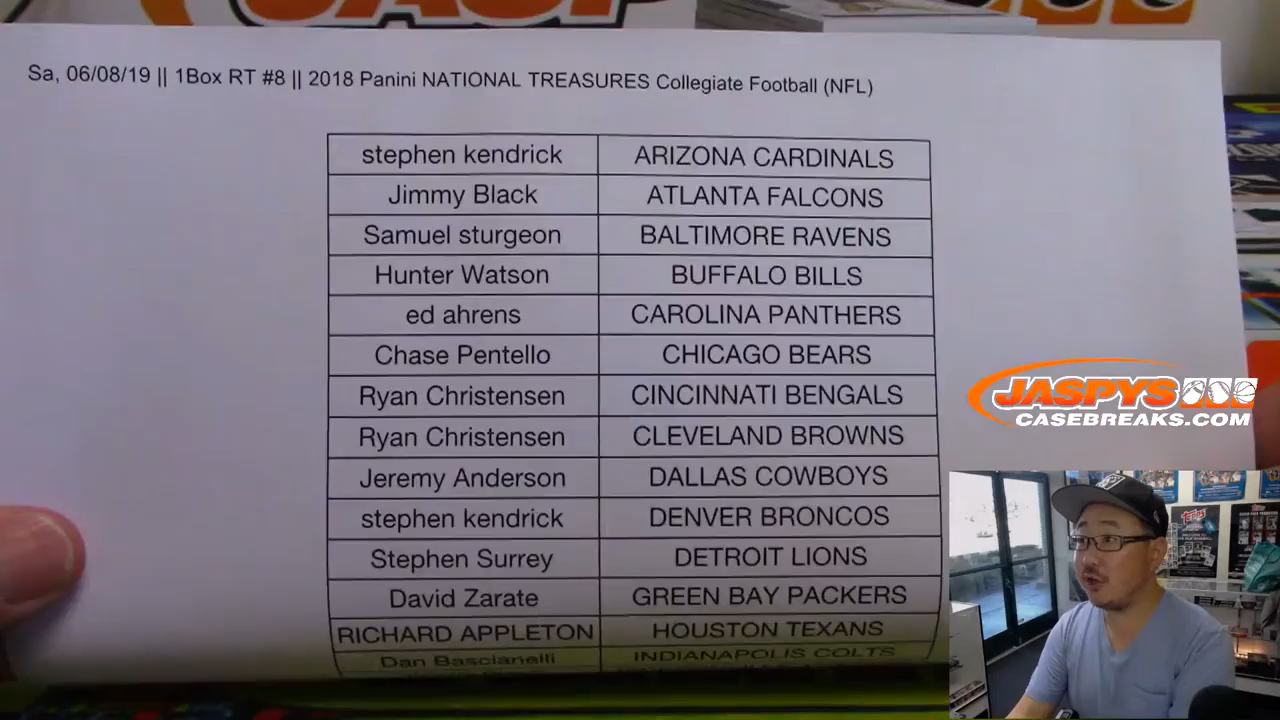 Sa, 06/08/19 || 1Box RT #8 || 2018 Panini NATIONAL TREASURES Collegiate Football (NFL)
stephen kendrick ARIZONA CARDINALS
Jimmy Black ATLANTA FALCONS
Samuel sturgeon BALTIMORE RAVENS
Hunter Watson BUFFALO BILLS
ed ahrens CAROLINA PANTHERS
Chase Pentello CHICAGO BEARS
Ryan Christensen CINCINNATI BENGALS
Ryan Christensen CLEVELAND BROWNS
Jeremy Anderson DALLAS COWBOYS
stephen kendrick DENVER BRONCOS
Stephen Surrey DETROIT LIONS
David Zarate GREEN BAY PACKERS
RICHARD APPLETON HOUSTON TEXANS
Dan Bascianelli INDIANAPOLIS COLTS
JASPYS
CASEBREAKS.COM
Topps